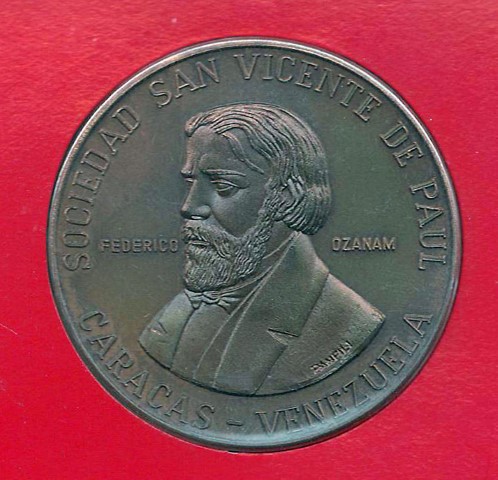 SOCIEDAD SAN VICENTE DE PAUL
FEDERICO OZANAM
CARACAS - VENEZUELA